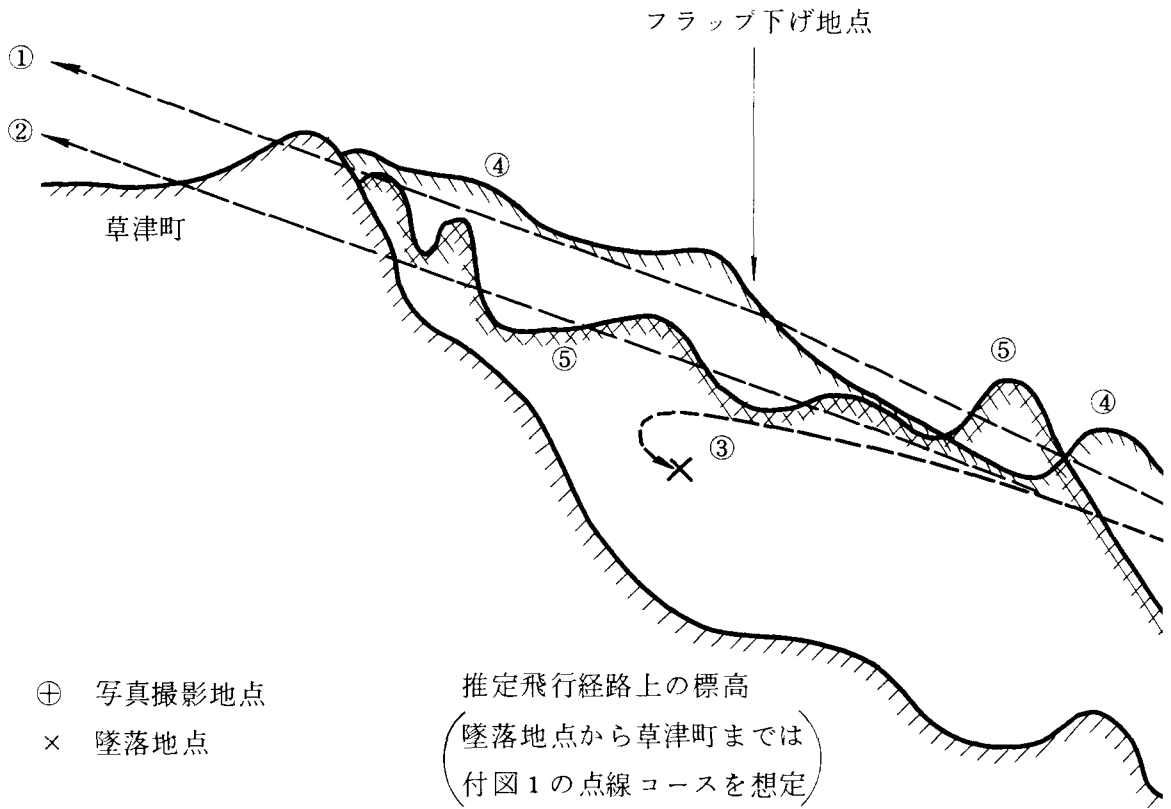 フラップ下げ地点
①
②
④
草津町
⑤
⑤
④
③
⊕ 写真撮影地点
× 墜落地点
推定飛行経路上の標高
(墜落地点から草津町までは
付図1の点線コースを想定)